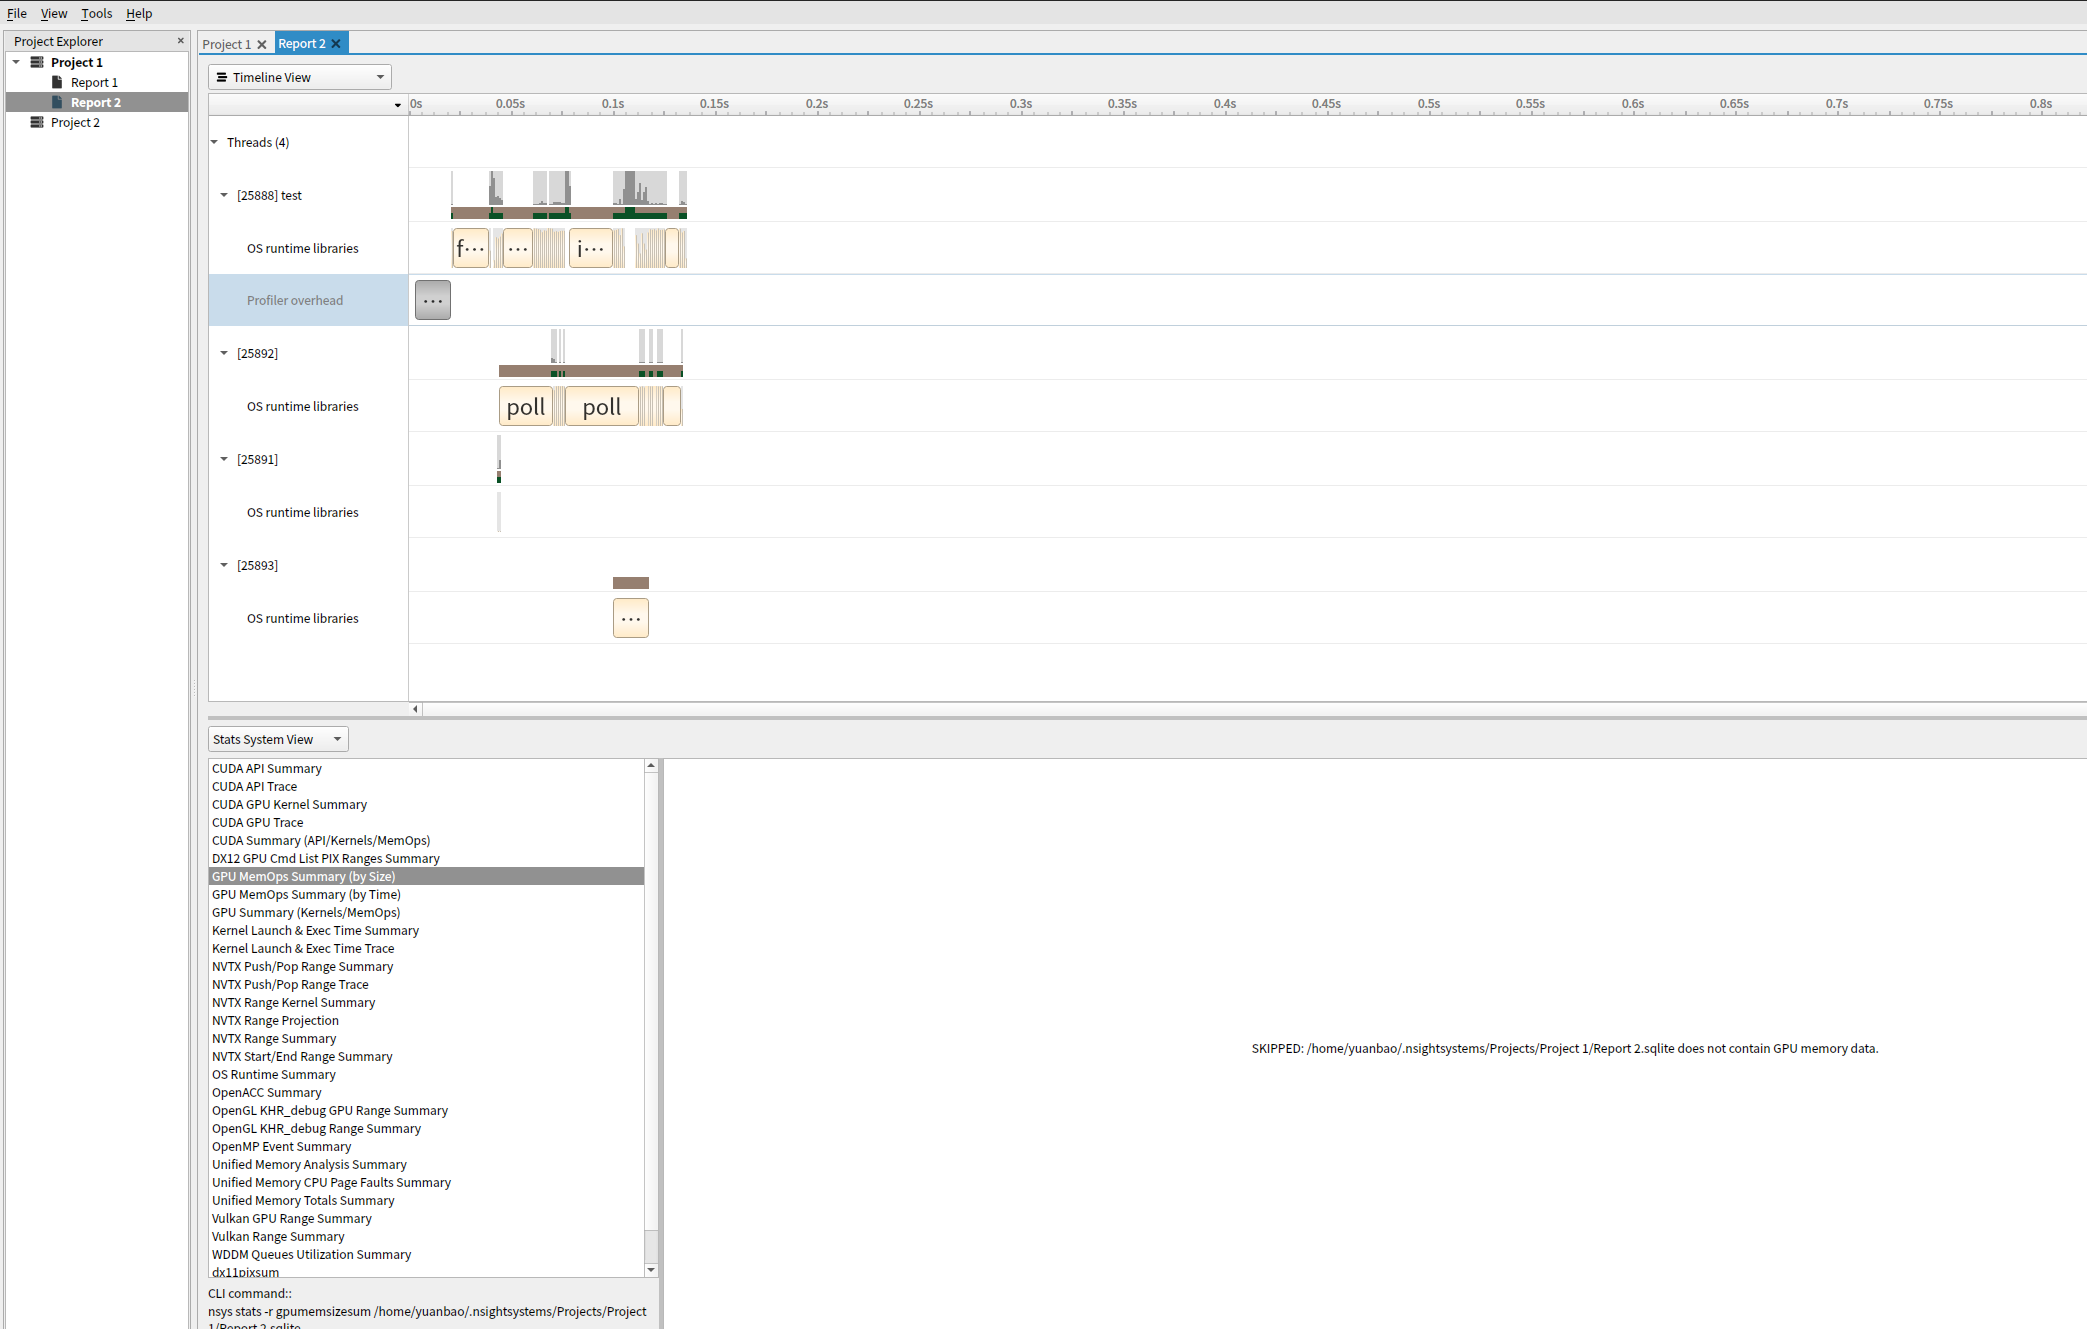 File View Tools Help
Project Explorer
Project 1
Report 1
Report 2
Project 2
Project 1 Report 2
Timeline View
0s 0.05s 0.1s 0.15s 0.2s 0.25s 0.3s 0.35s 0.4s 0.45s 0.5s 0.55s 0.6s 0.65s 0.7s 0.75s 0.8s
Threads (4)
[25888] test
OS runtime libraries
f... ... i...
Profiler overhead
...
[25892]
OS runtime libraries
poll poll
[25891]
OS runtime libraries
[25893]
OS runtime libraries
...
Stats System View
CUDA API Summary
CUDA API Trace
CUDA GPU Kernel Summary
CUDA GPU Trace
CUDA Summary (API/Kernels/MemOps)
DX12 GPU Cmd List PIX Ranges Summary
GPU MemOps Summary (by Size)
GPU MemOps Summary (by Time)
GPU Summary (Kernels/MemOps)
Kernel Launch & Exec Time Summary
Kernel Launch & Exec Time Trace
NVTX Push/Pop Range Summary
NVTX Push/Pop Range Trace
NVTX Range Kernel Summary
NVTX Range Projection
NVTX Range Summary
NVTX Start/End Range Summary
OS Runtime Summary
OpenACC Summary
OpenGL KHR_debug GPU Range Summary
OpenGL KHR_debug Range Summary
OpenMP Event Summary
Unified Memory Analysis Summary
Unified Memory CPU Page Faults Summary
Unified Memory Totals Summary
Vulkan GPU Range Summary
Vulkan Range Summary
WDDM Queues Utilization Summary
dx11pixsum
CLI command::
nsys stats -r gpumemsizesum /home/yuanbao/.nsightsystems/Projects/Project
1/Report 2.sqlite
SKIPPED: /home/yuanbao/.nsightsystems/Projects/Project 1/Report 2.sqlite does not contain GPU memory data.